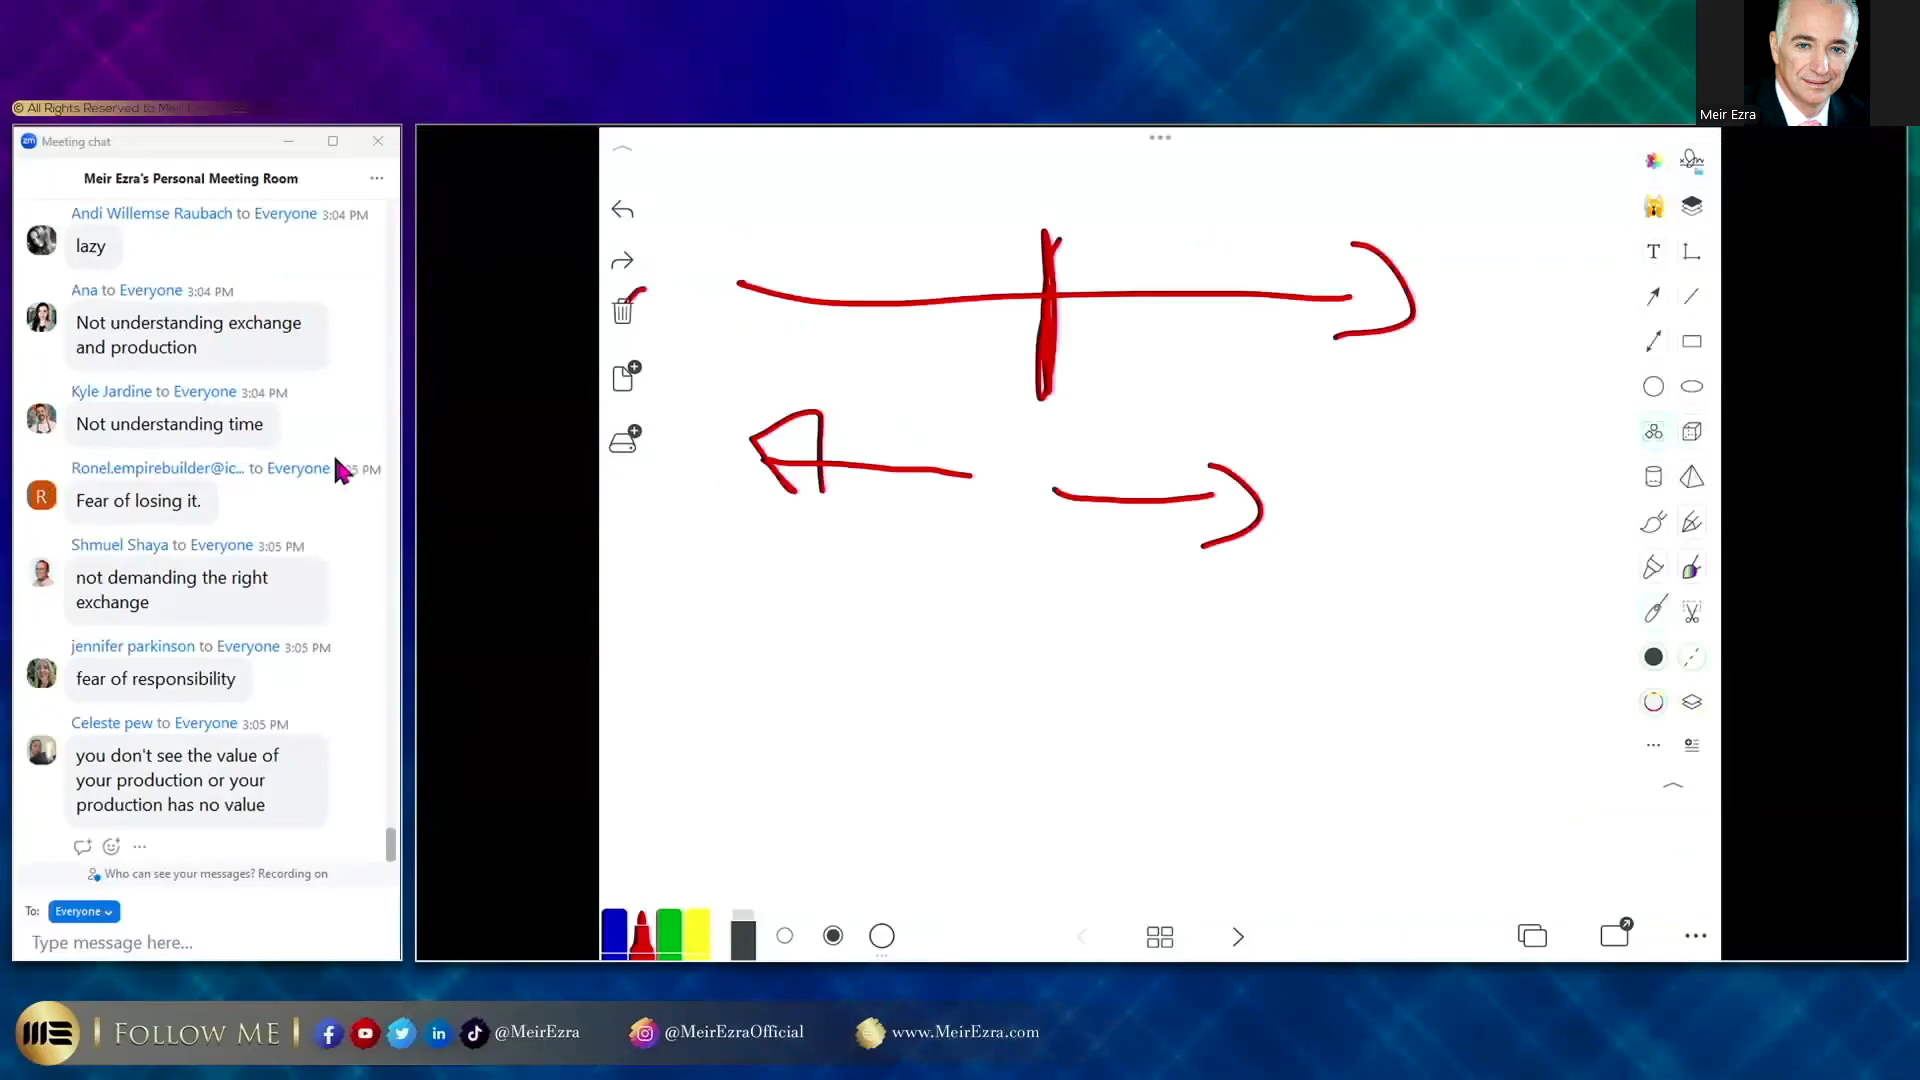 Meir Ezra
© All Rights Reserved to Meir
zm Meeting chat
Meir Ezra's Personal Meeting Room
Andi Willemse Raubach to Everyone 3:04 PM
lazy
Ana to Everyone 3:04 PM
Not understanding exchange
and production
Kyle Jardine to Everyone 3:04 PM
Not understanding time
Ronel.empirebuilder@ic... to Everyone PM
R
Fear of losing it.
Shmuel Shaya to Everyone 3:05 PM
not demanding the right
exchange
jennifer parkinson to Everyone 3:05 PM
fear of responsibility
Celeste pew to Everyone 3:05 PM
you don't see the value of
your production or your
production has no value
Who can see your messages? Recording on
To: Everyone
Type message here...
T
ME FOLLOW ME @MeirEzra @MeirEzraOfficial www.MeirEzra.com